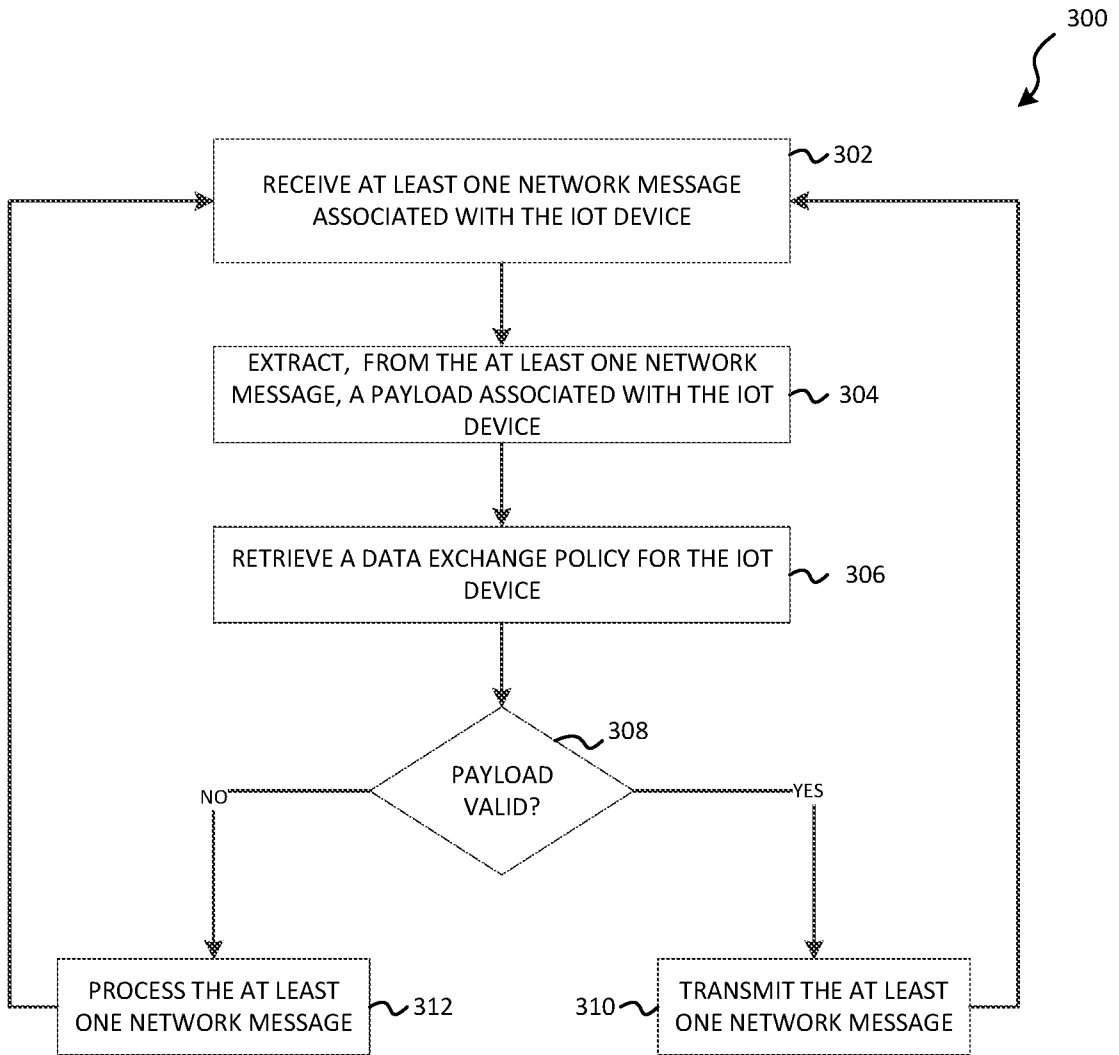 300
RECEIVE AT LEAST ONE NETWORK MESSAGE
ASSOCIATED WITH THE IOT DEVICE
302
EXTRACT, FROM THE AT LEAST ONE NETWORK
MESSAGE, A PAYLOAD ASSOCIATED WITH THE IOT
DEVICE
304
RETRIEVE A DATA EXCHANGE POLICY FOR THE IOT
DEVICE
306
308
PAYLOAD
VALID?
NO
YES
PROCESS THE AT LEAST
ONE NETWORK MESSAGE
312
310
TRANSMIT THE AT LEAST
ONE NETWORK MESSAGE